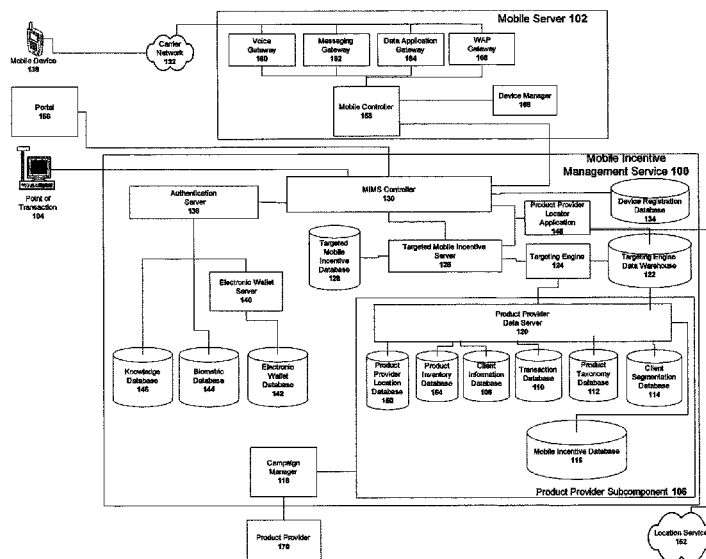 Mobile Server 102
Mobile Device
138
Carrier
Network
132
Voice
Gateway
160
Messaging
Gateway
162
Data Application
Gateway
164
WAP
Gateway
166
Mobile Controller
158
Device Manager
168
Portal
156
Point of
Transaction
104
Mobile Incentive
Management Service 100
MIMS Controller
130
Authentication
Server
136
Device Registration
Database
134
Product Provider
Locator
Application
148
Targeted
Mobile
Incentive
Database
128
Targeted Mobile Incentive
Server
126
Targeting Engine
124
Targeting Engine
Data Warehouse
122
Electronic Wallet
Server
140
Product Provider
Data Server
120
Knowledge
Database
146
Biometric
Database
144
Electronic
Wallet
Database
142
Product
Provider
Location
Database
150
Product
Inventory
Database
154
Client
Information
Database
108
Transaction
Database
110
Product
Taxonomy
Database
112
Client
Segmentation
Database
114
Mobile Incentive Database
116
Campaign
Manager
118
Product Provider Subcomponent 106
Product Provider
170
Location Service
152